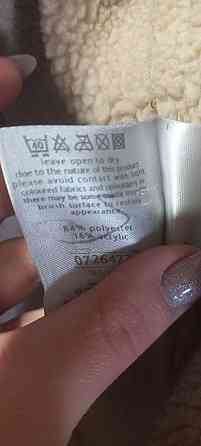 40
leave open to dry
due to the nature of this product
please avoid contact with light
coloured fabrics and upholstery as
there may be some
brush surface to restore
appearance
84% polyester
16% acrylic